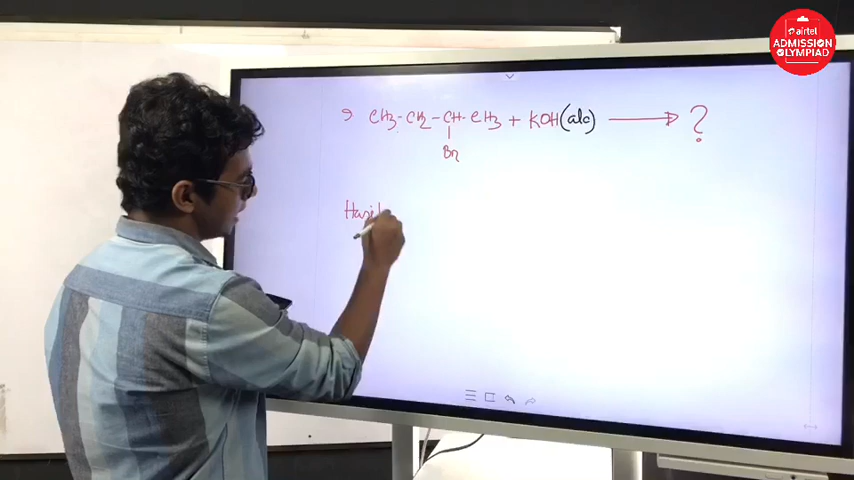 airtel
ADMISSION
OLYMPIAD
CH3-CH2-CH-CH3 + KOH(alc) ⟶ ?
|
Br